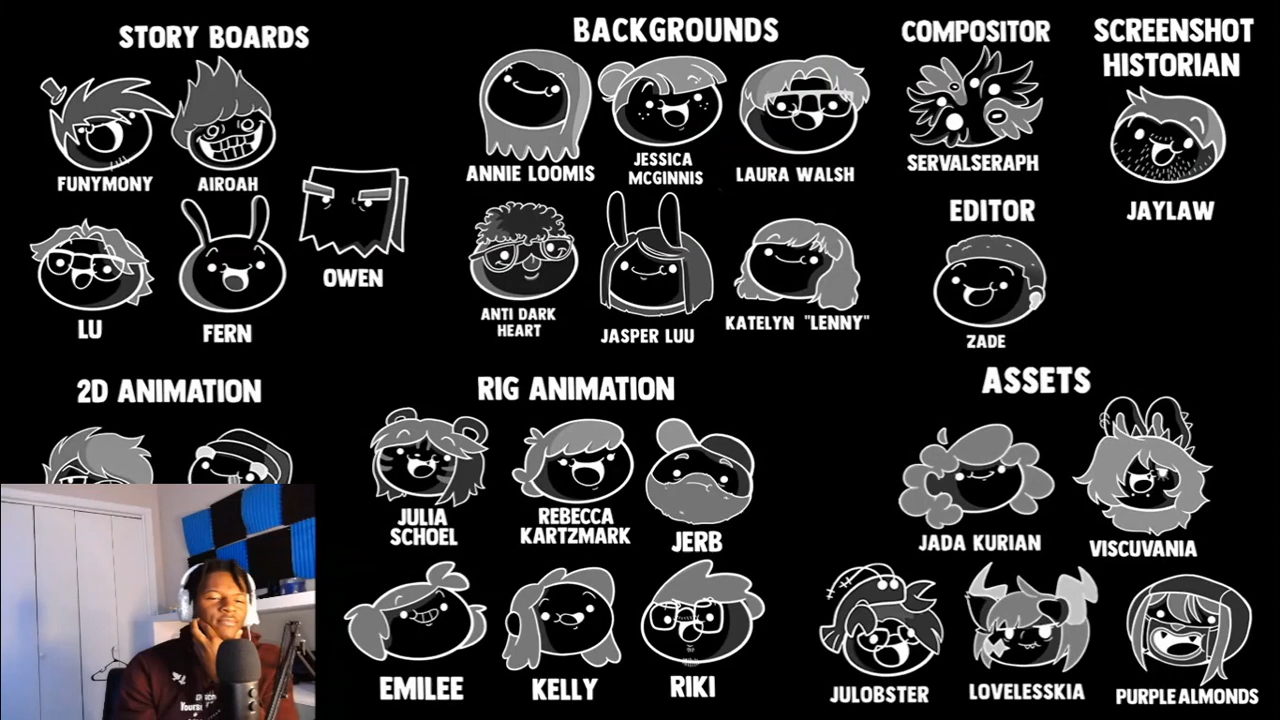 STORY BOARDS
FUNYMONY
AIROAH
OWEN
LU
FERN
BACKGROUNDS
ANNIE LOOMIS
JESSICA
MCGINNIS
LAURA WALSH
ANTI DARK
HEART
JASPER LUU
KATELYN "LENNY"
COMPOSITOR
SERVALSERAPH
EDITOR
ZADE
SCREENSHOT
HISTORIAN
JAYLAW
2D ANIMATION
RIG ANIMATION
JULIA
SCHOEL
REBECCA
KARTZMARK
JERB
EMILEE
KELLY
RIKI
ASSETS
JADA KURIAN
VISCUVANIA
JULOBSTER
LOVELESSKIA
PURPLE ALMONDS